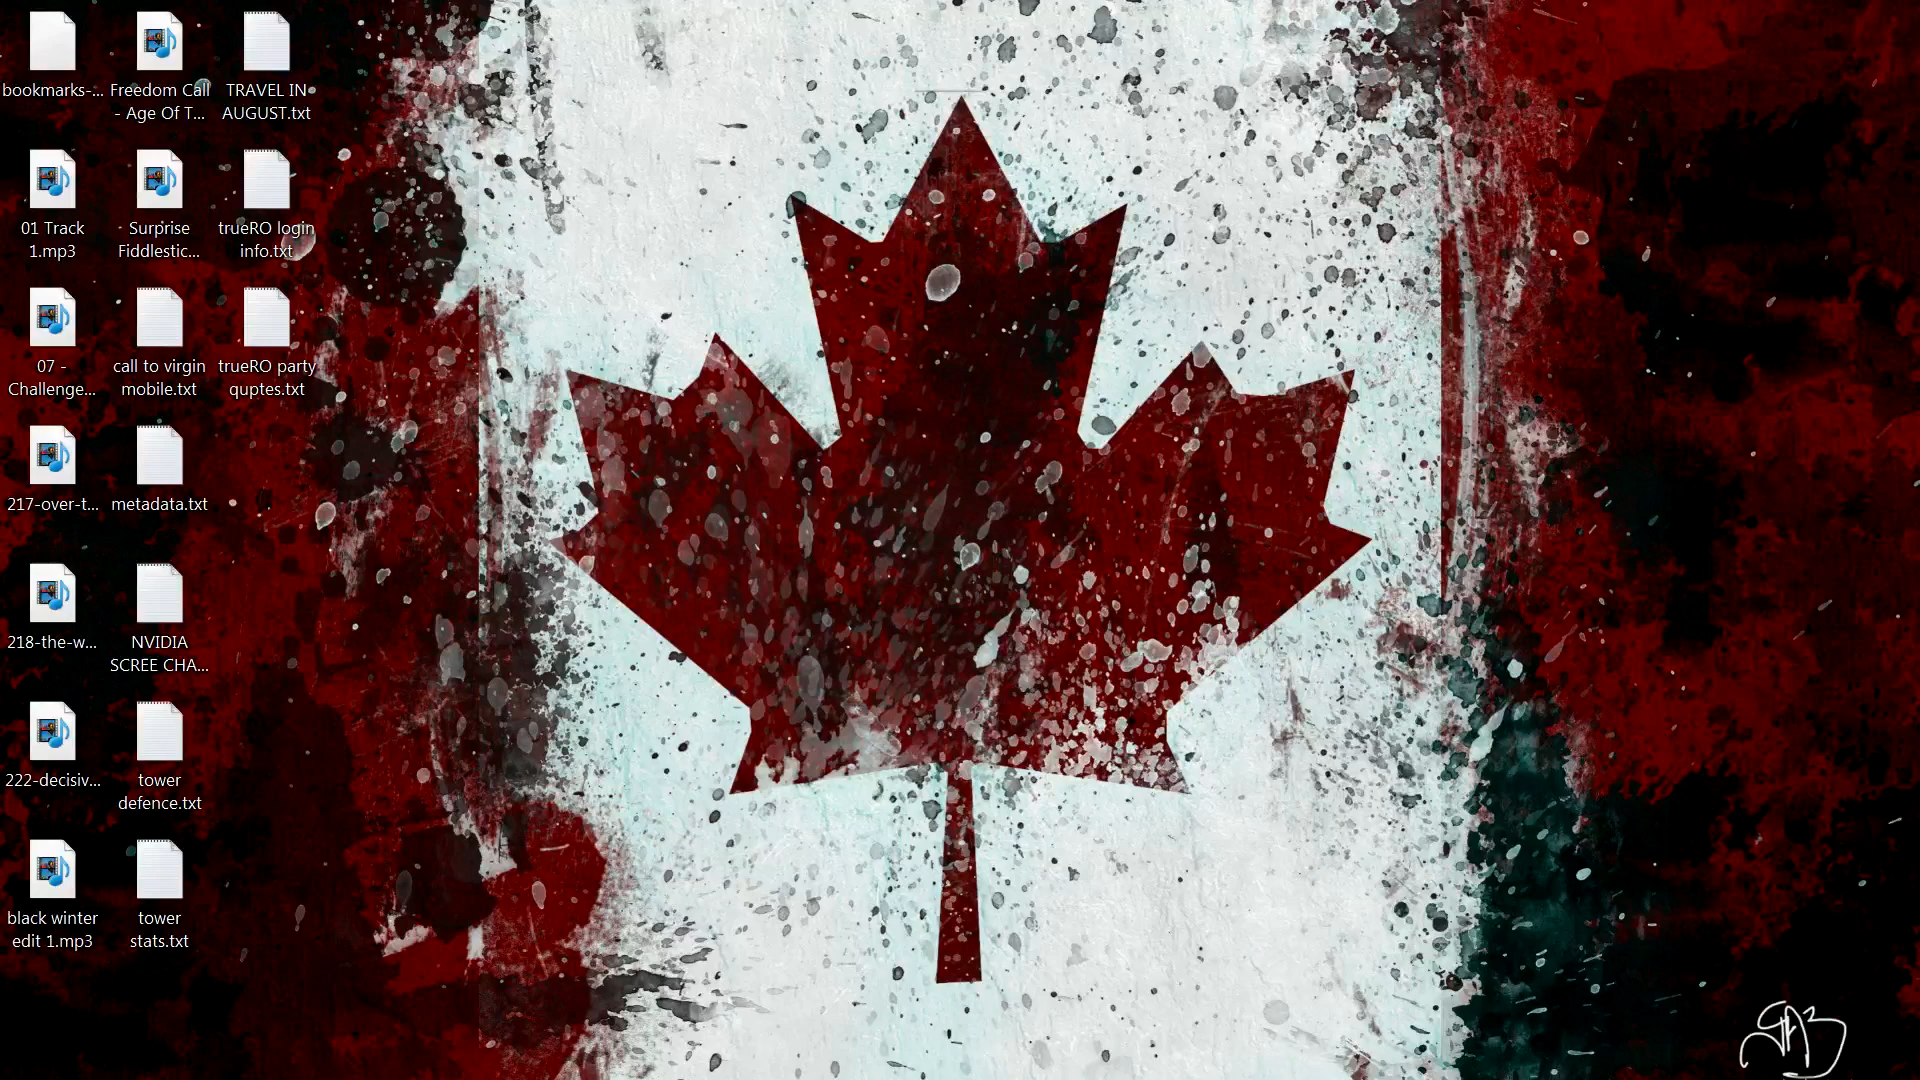 bookmarks-...
Freedom Call
- Age Of T...
TRAVEL IN
AUGUST.txt
01 Track
1.mp3
- Surprise
Fiddlestic...
trueRO login
info.txt
07 -
Challenge...
call to virgin
mobile.txt
trueRO party
quptes.txt
217-over-t...
metadata.txt
218-the-w...
NVIDIA
SCREE CHA...
222-decisiv...
tower
defence.txt
black winter
edit 1.mp3
tower
stats.txt